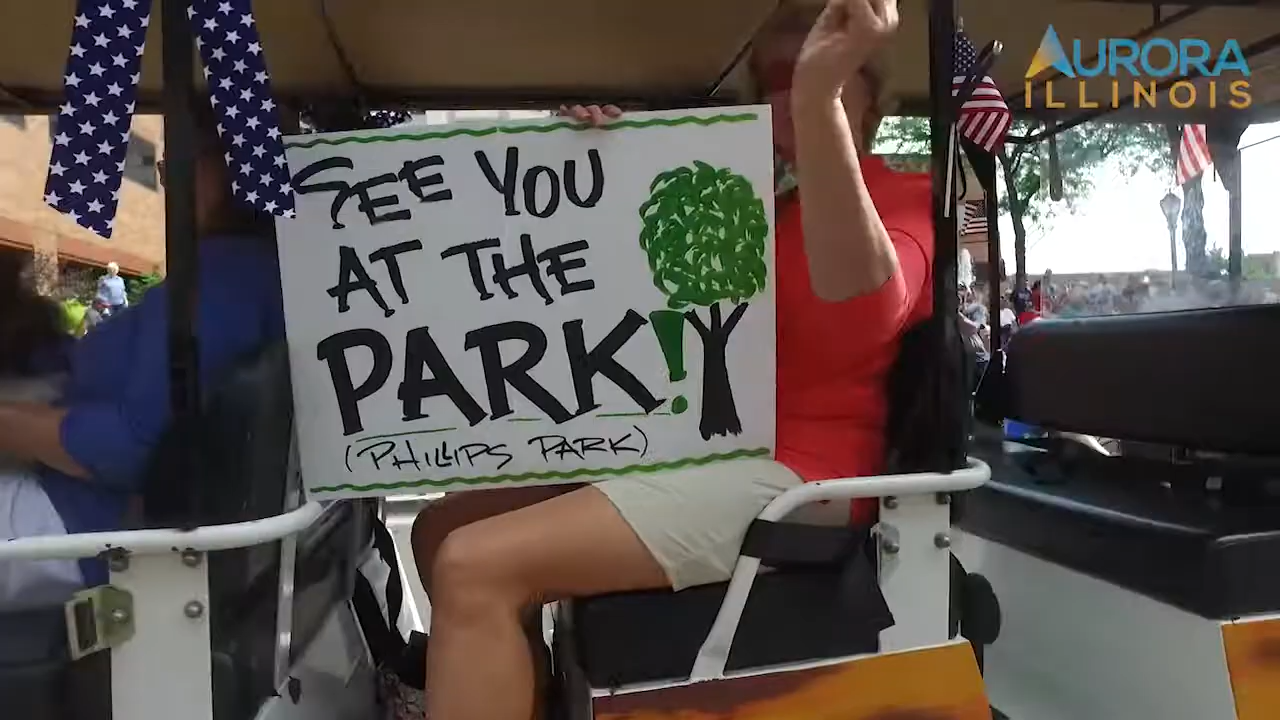 AURORA
ILLINOIS
SEE YOU
AT THE
PARK!
(PHILLIPS PARK)